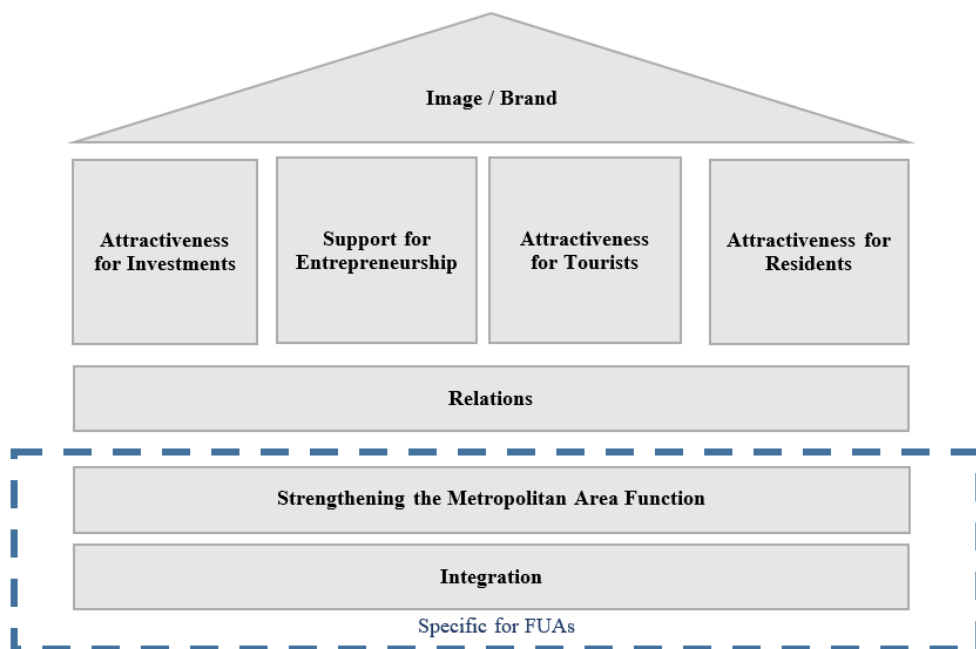 Image / Brand
Attractiveness
for Investments
Support for
Entrepreneurship
Attractiveness
for Tourists
Attractiveness for
Residents
Relations
Strengthening the Metropolitan Area Function
Integration
Specific for FUAs